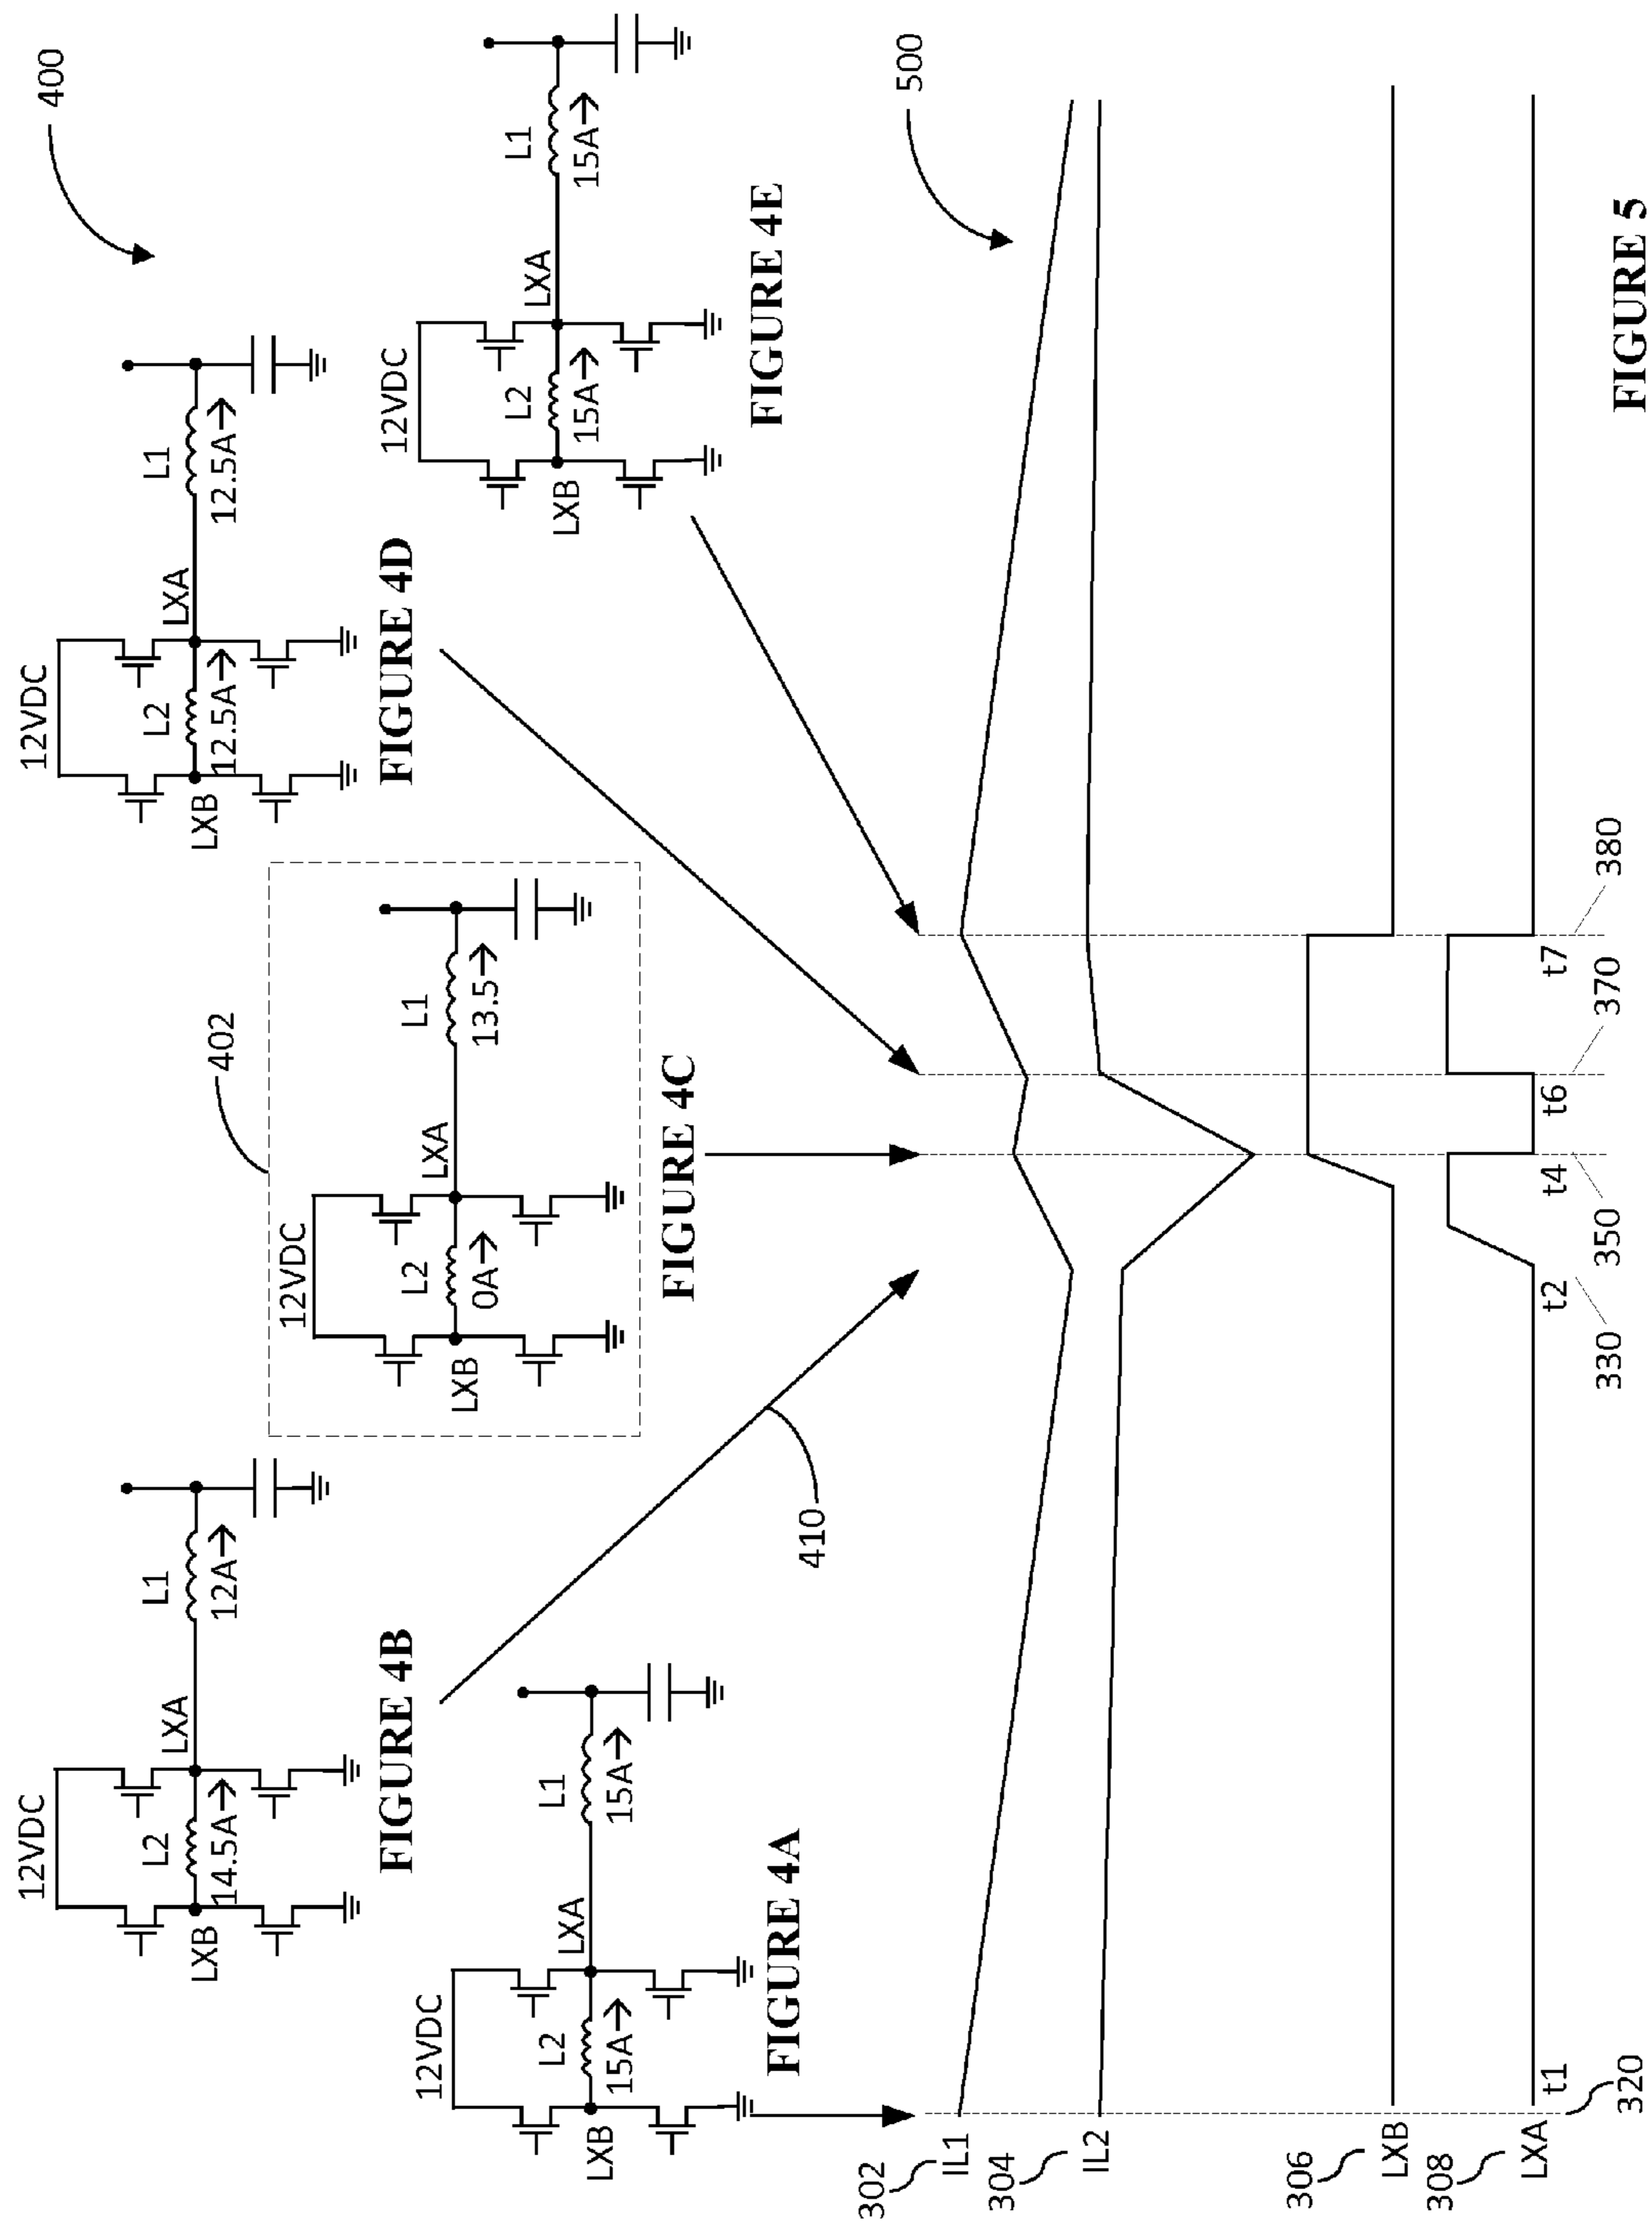 400
12VDC
L2
LXB
14.5A→
LXA
L1
12A→
FIGURE 4B
402
12VDC
L2
LXB
0A→
LXA
L1
13.5→
FIGURE 4C
12VDC
L2
LXB
12.5A→
LXA
L1
12.5A→
FIGURE 4D
12VDC
L2
LXB
15A→
LXA
L1
15A→
FIGURE 4A
12VDC
L2
LXB
15A→
LXA
L1
15A→
FIGURE 4E
410
500
302
IL1
304
IL2
306
LXB
308
LXA
t1
t2
t4
t6
t7
320
330
350
370
380
FIGURE 5